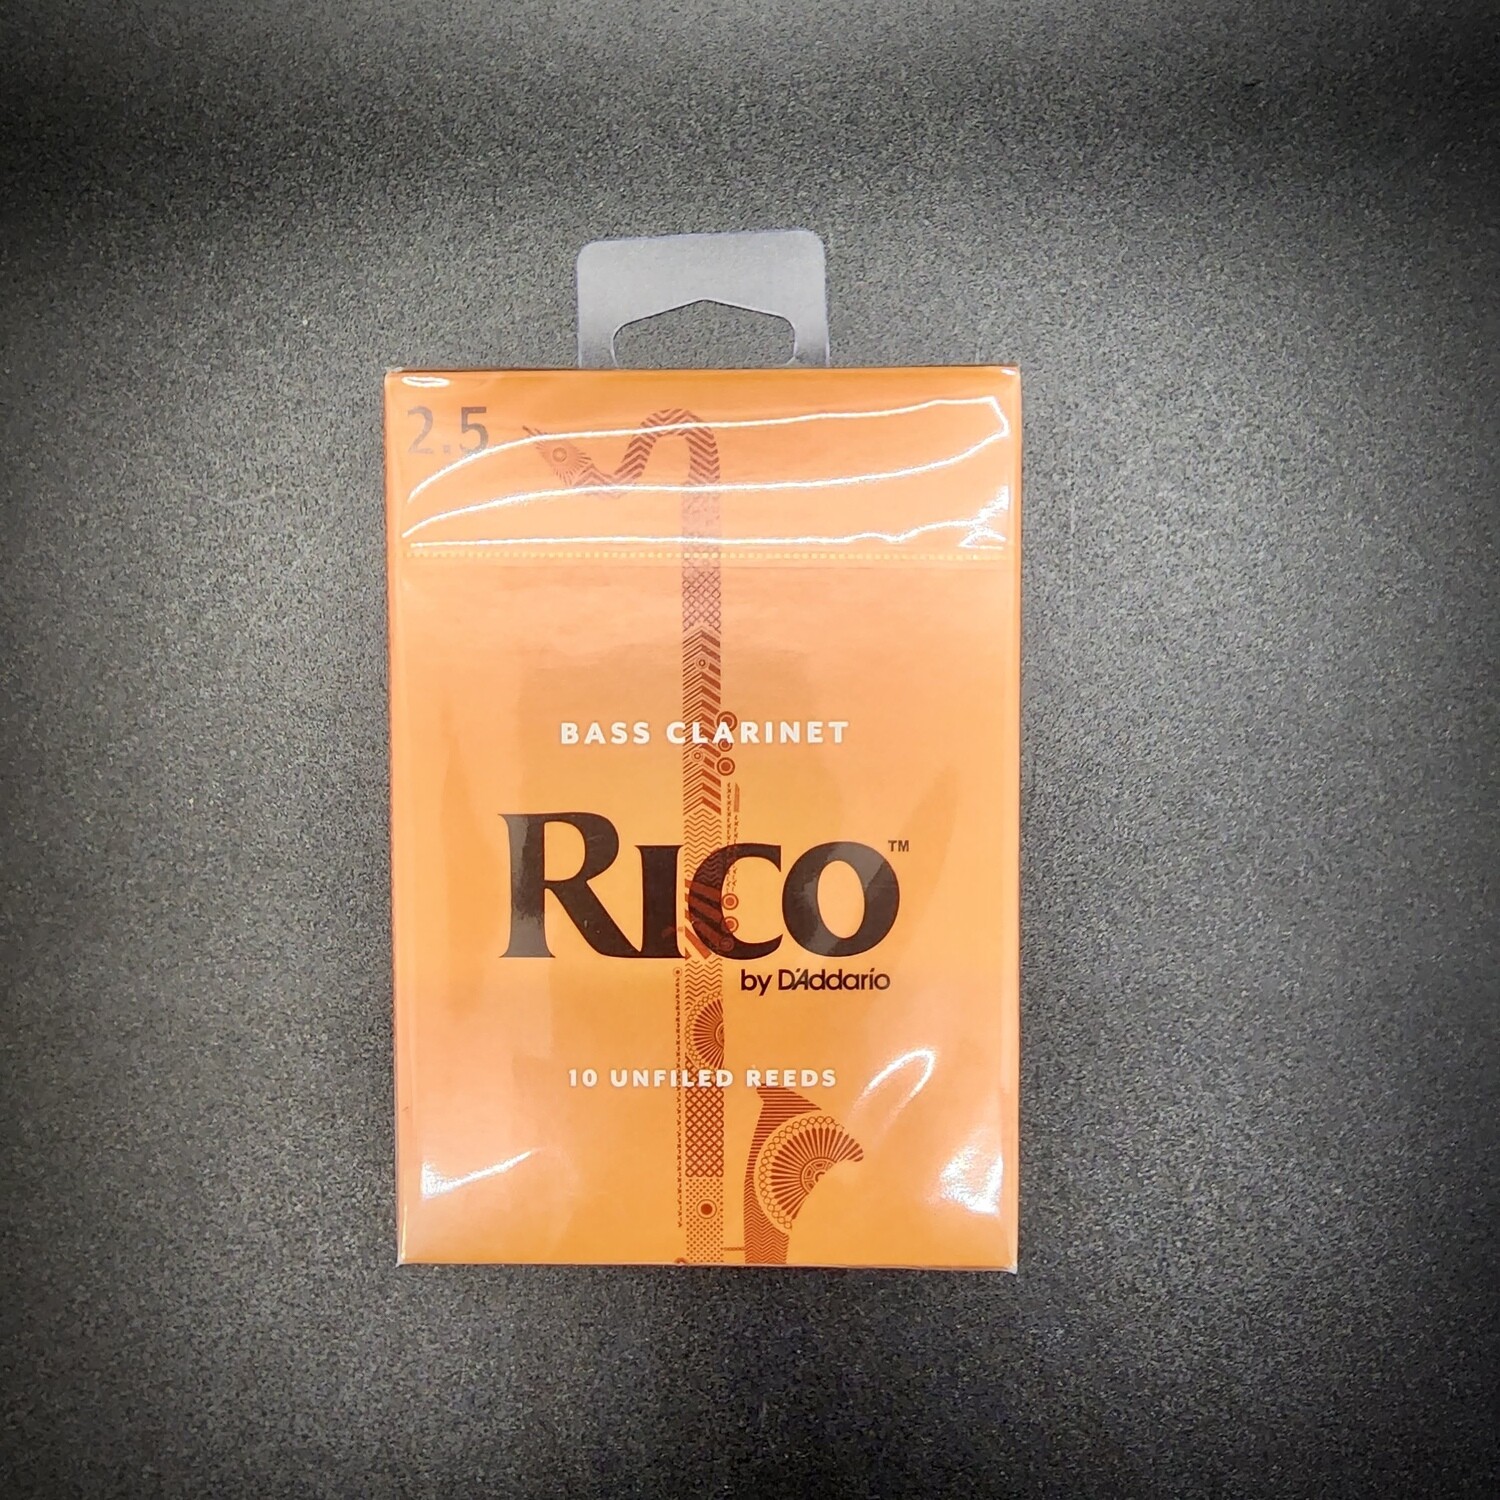 2.5
BASS CLARINET
RICO™
by D'Addario
10 UNFILED REEDS